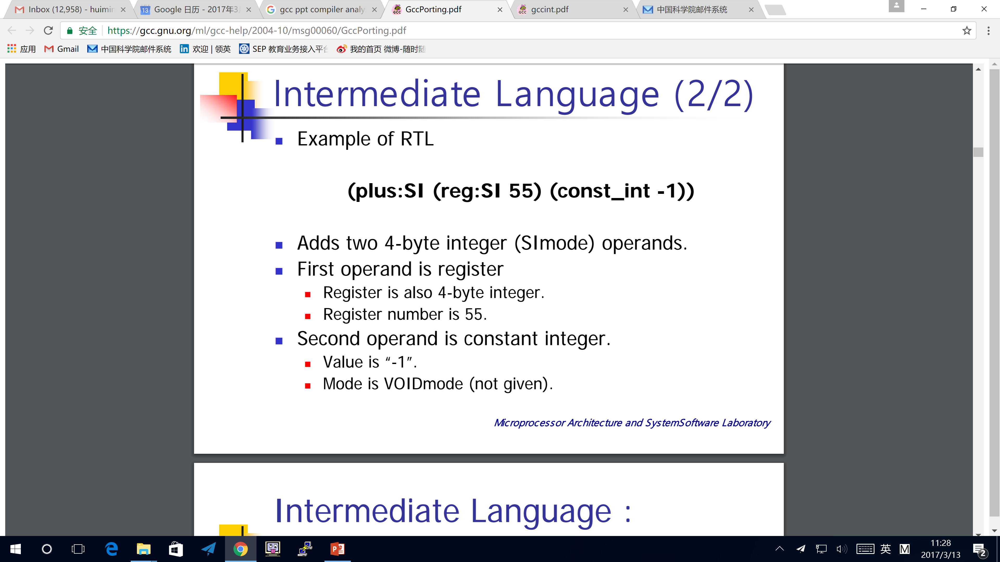 Inbox (12,958) - huimin
Google 日历 - 2017年3
gcc ppt compiler analy
GccPorting.pdf
gccint.pdf
中国科学院邮件系统
安全
https://gcc.gnu.org/ml/gcc-help/2004-10/msg00060/GccPorting.pdf
应用
Gmail
中国科学院邮件系统
欢迎 | 领英
SEP 教育业务接入平台
我的首页 微博-随时随
Intermediate Language (2/2)
Example of RTL
(plus:SI (reg:SI 55) (const_int -1))
Adds two 4-byte integer (SImode) operands.
First operand is register
Register is also 4-byte integer.
Register number is 55.
Second operand is constant integer.
Value is “-1”.
Mode is VOIDmode (not given).
Microprocessor Architecture and SystemSoftware Laboratory
Intermediate Language :
英
M
11:28
2017/3/13
2